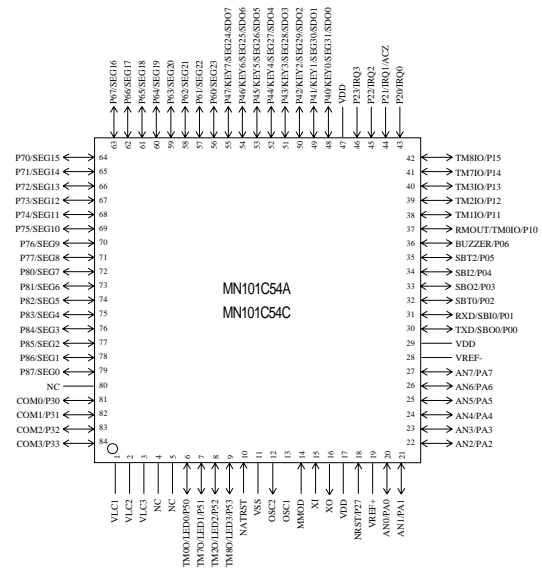 P67/SEG16
P66/SEG17
P65/SEG18
P64/SEG19
P63/SEG20
P62/SEG21
P61/SEG22
P60/SEG23
P47/KEY7/SEG24/SDO7
P46/KEY6/SEG25/SDO6
P45/KEY5/SEG26/SDO5
P44/KEY4/SEG27/SDO4
P43/KEY3/SEG28/SDO3
P42/KEY2/SEG29/SDO2
P41/KEY1/SEG30/SDO1
P40/KEY0/SEG31/SDO0
VDD
P23/IRQ3
P22/IRQ2
P21/IRQ1/ACZ
P20/IRQ0
63 62 61 60 59 58 57 56 55 54 53 52 51 50 49 48 47 46 45 44 43
P70/SEG15 64
P71/SEG14 65
P72/SEG13 66
P73/SEG12 67
P74/SEG11 68
P75/SEG10 69
P76/SEG9 70
P77/SEG8 71
P80/SEG7 72
P81/SEG6 73
P82/SEG5 74
P83/SEG4 75
P84/SEG3 76
P85/SEG2 77
P86/SEG1 78
P87/SEG0 79
NC 80
COM0/P30 81
COM1/P31 82
COM2/P32 83
COM3/P33 84
MN101C54A
MN101C54C
42 TM8IO/P15
41 TM7IO/P14
40 TM3IO/P13
39 TM2IO/P12
38 TM1IO/P11
37 RMOUT/TM0IO/P10
36 BUZZER/P06
35 SBT2/P05
34 SBI2/P04
33 SBO2/P03
32 SBT0/P02
31 RXD/SBI0/P01
30 TXD/SBO0/P00
29 VDD
28 VREF-
27 AN7/PA7
26 AN6/PA6
25 AN5/PA5
24 AN4/PA4
23 AN3/PA3
22 AN2/PA2
1 2 3 4 5 6 7 8 9 10 11 12 13 14 15 16 17 18 19 20 21
VLC1
VLC2
VLC3
NC
NC
TM0O/LED0/P50
TM7O/LED1/P51
TM2O/LED2/P52
TM8O/LED3/P53
NATRST
VSS
OSC2
OSC1
MMOD
XI
XO
VDD
NRST/P27
VREF+
AN0/PA0
AN1/PA1